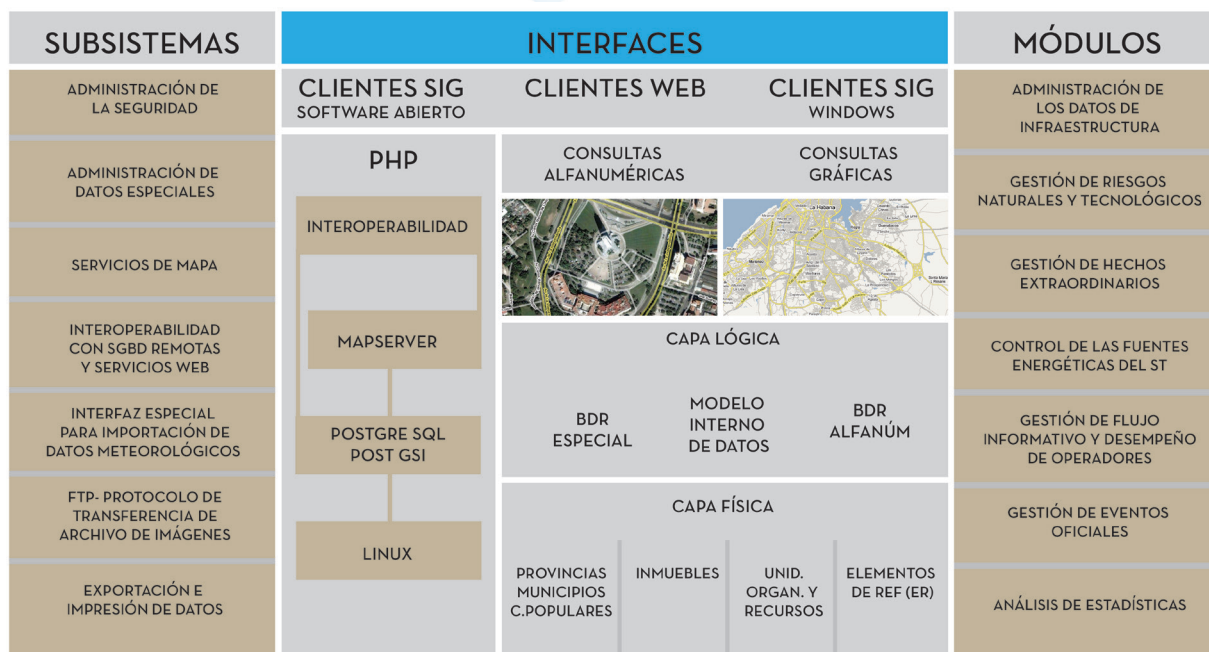 SUBSISTEMAS
ADMINISTRACIÓN DE
LA SEGURIDAD
ADMINISTRACIÓN DE
DATOS ESPECIALES
SERVICIOS DE MAPA
INTEROPERABILIDAD
CON SGBD REMOTAS
Y SERVICIOS WEB
INTERFAZ ESPECIAL
PARA IMPORTACIÓN DE
DATOS METEOROLÓGICOS
FTP- PROTOCOLO DE
TRANSFERENCIA DE
ARCHIVO DE IMÁGENES
EXPORTACIÓN E
IMPRESIÓN DE DATOS
INTERFACES
CLIENTES SIG
SOFTWARE ABIERTO
CLIENTES WEB
CLIENTES SIG
WINDOWS
PHP
INTEROPERABILIDAD
MAPSERVER
POSTGRE SQL
POST GSI
LINUX
CONSULTAS
ALFANUMÉRICAS
CONSULTAS
GRÁFICAS
La Habana
CAPA LÓGICA
BDR
ESPECIAL
MODELO
INTERNO
DE DATOS
BDR
ALFANÚM
CAPA FÍSICA
PROVINCIAS
MUNICIPIOS
C.POPULARES
INMUEBLES
UNID.
ORGAN. Y
RECURSOS
ELEMENTOS
DE REF (ER)
MÓDULOS
ADMINISTRACIÓN DE
LOS DATOS DE
INFRAESTRUCTURA
GESTIÓN DE RIESGOS
NATURALES Y TECNOLÓGICOS
GESTIÓN DE HECHOS
EXTRAORDINARIOS
CONTROL DE LAS FUENTES
ENERGÉTICAS DEL ST
GESTIÓN DE FLUJO
INFORMATIVO Y DESEMPEÑO
DE OPERADORES
GESTIÓN DE EVENTOS
OFICIALES
ANÁLISIS DE ESTADÍSTICAS